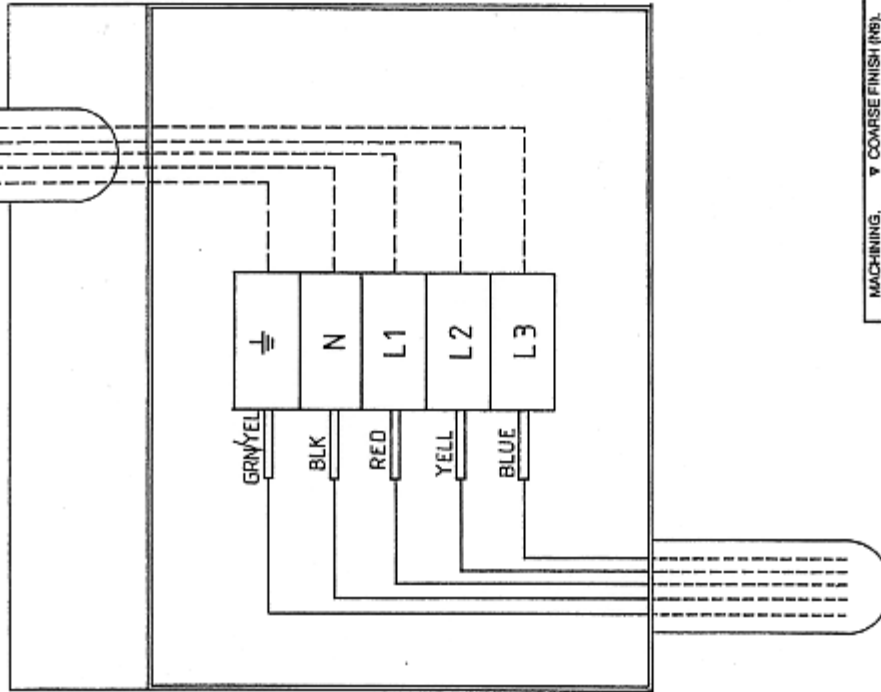 ⏚
N
L1
L2
L3
GRN/YEL
BLK
RED
YELL
BLUE
MACHINING. ▽ COARSE FINISH (N9).